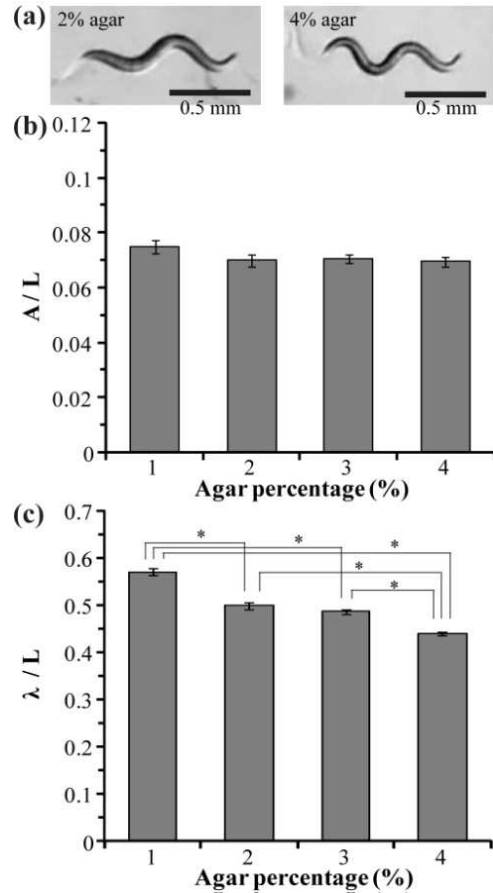 (a)
2% agar
4% agar
0.5 mm
0.5 mm
(b)
0.12
0.1
0.08
0.06
0.04
0.02
0
A / L
1 2 3 4
Agar percentage (%)
(c)
0.7
0.6
0.5
0.4
0.3
0.2
0.1
0
λ / L
* * * * *
1 2 3 4
Agar percentage (%)